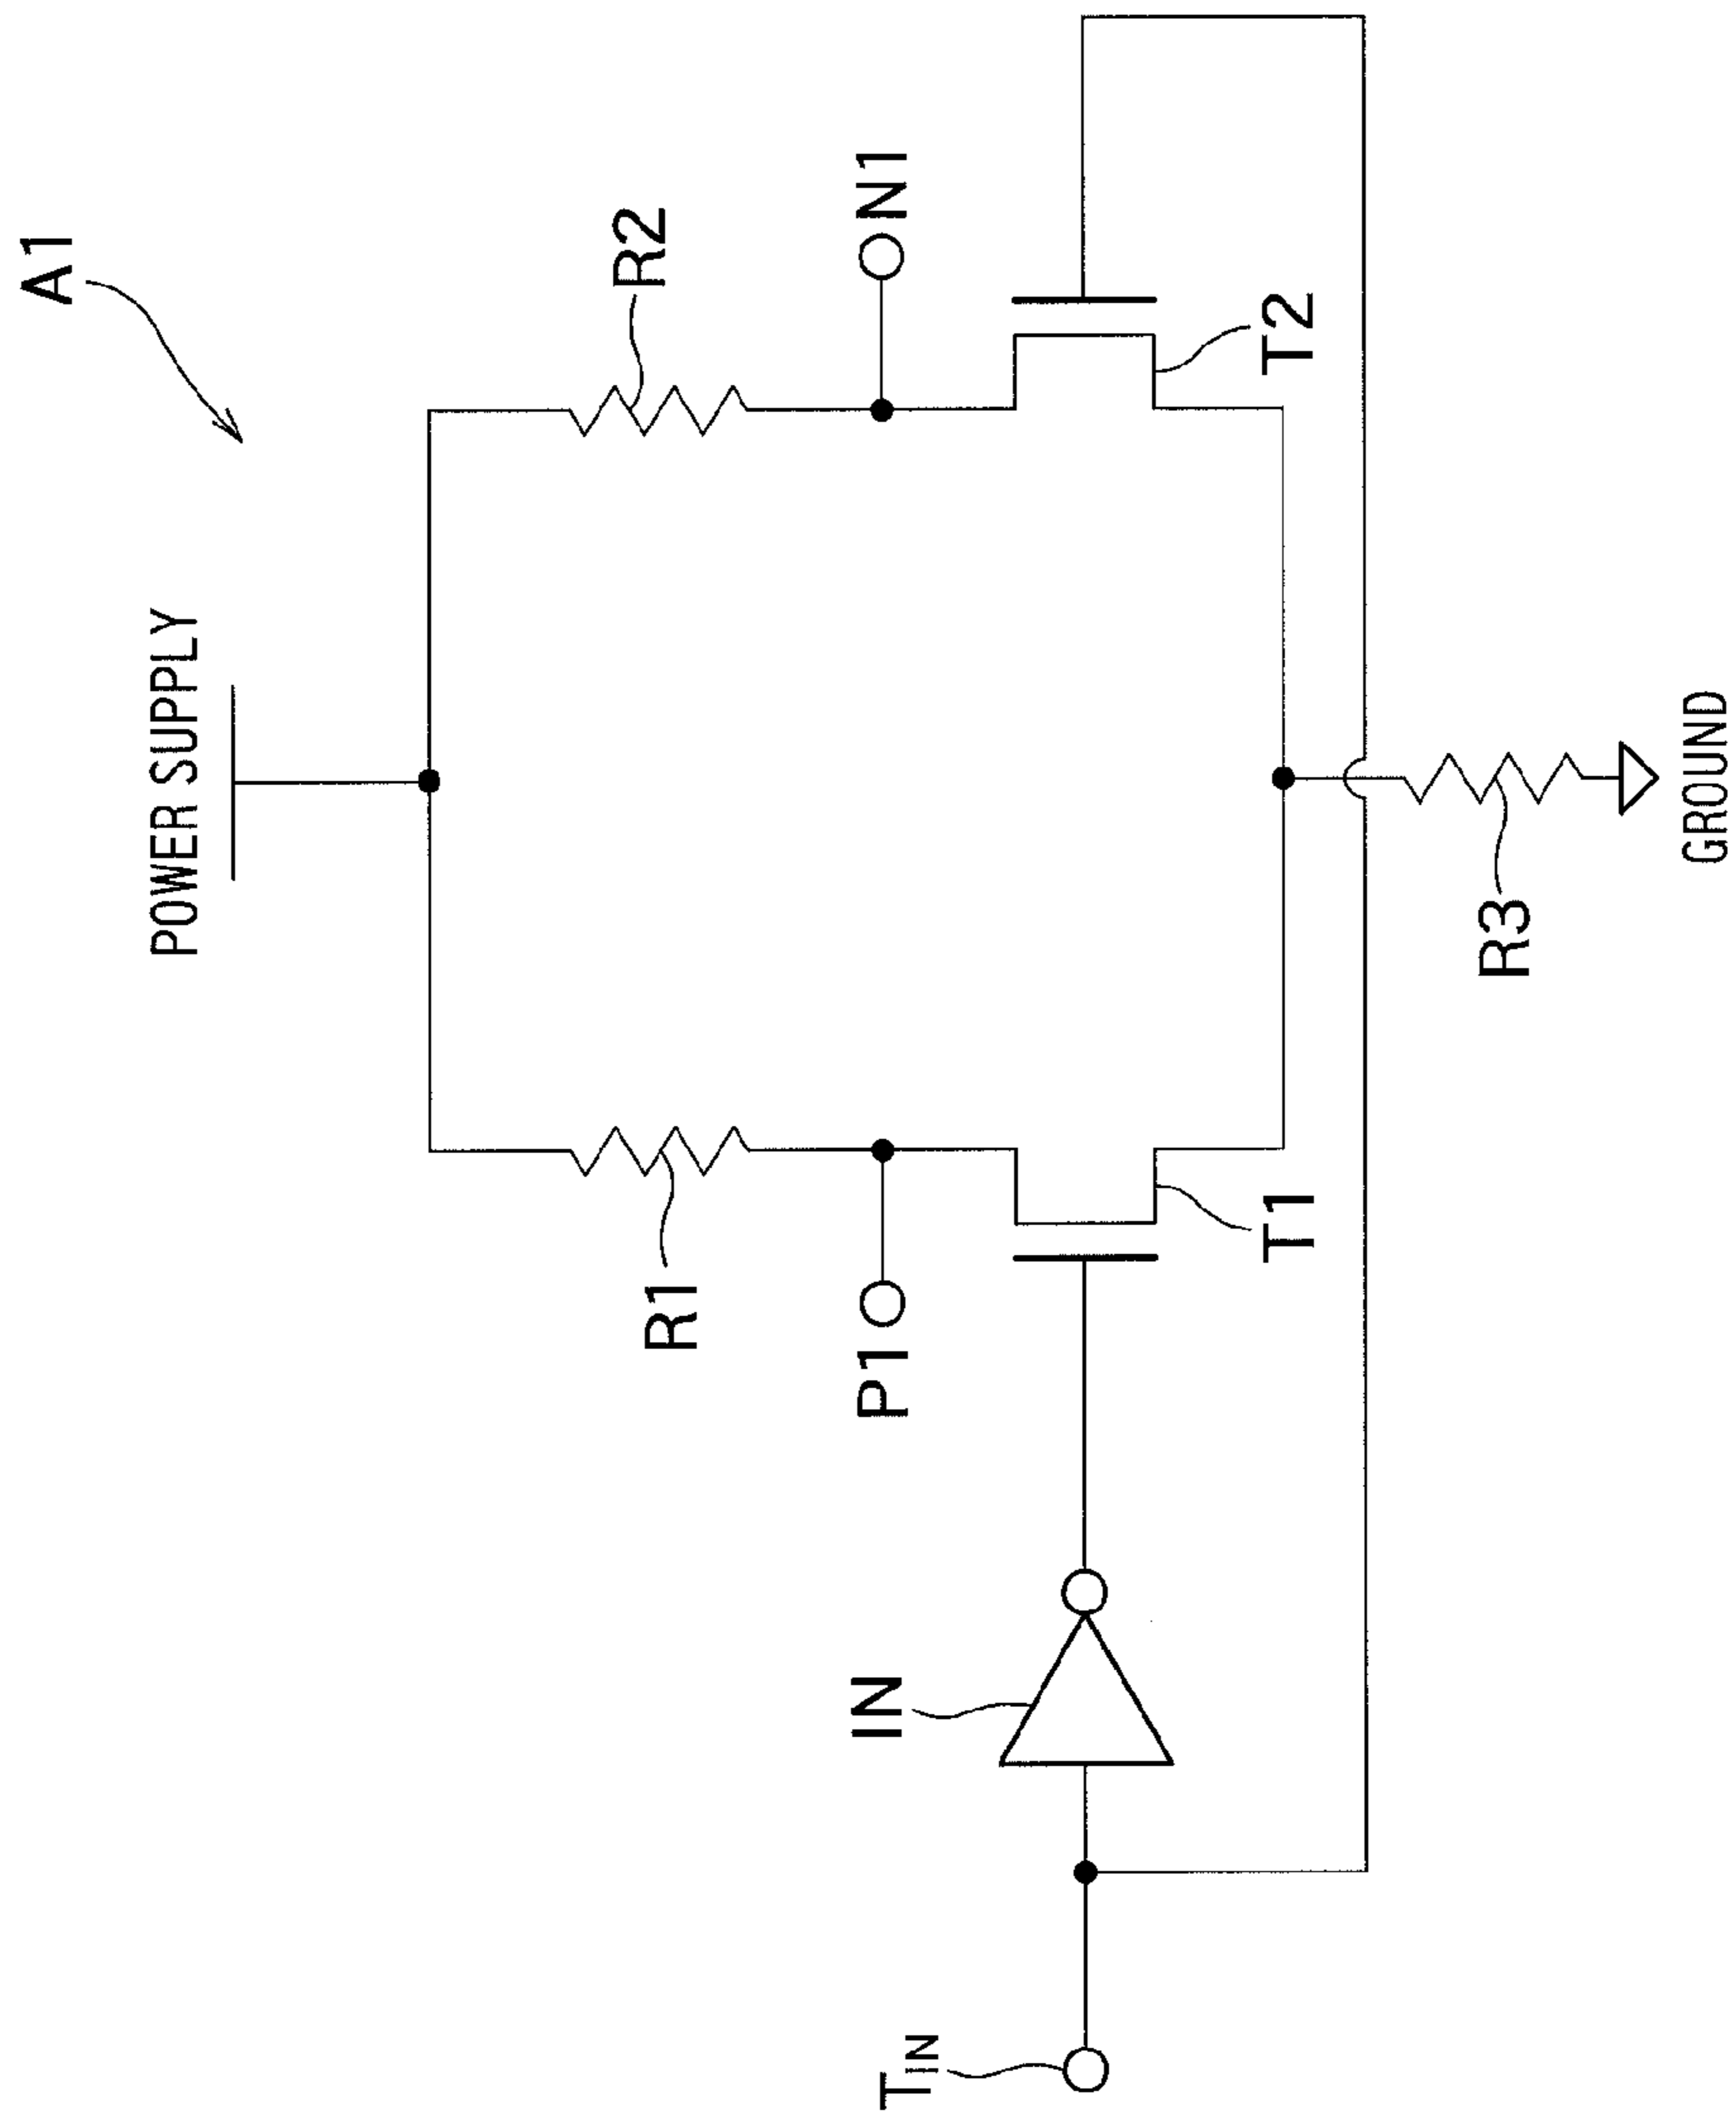 A1
POWER SUPPLY
R2
R1
N1
P1
IN
TIN
T2
T1
R3
GROUND